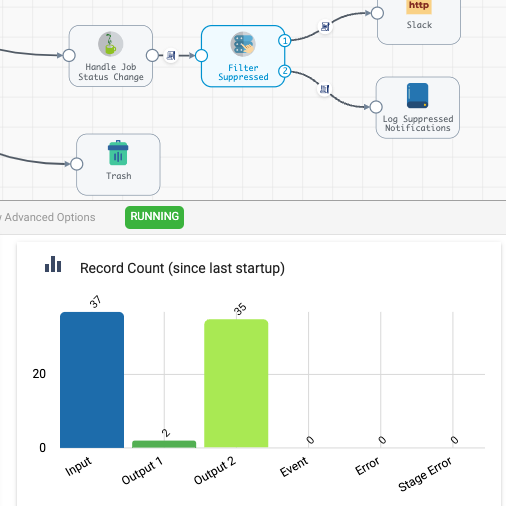 http
Slack
Handle Job
Status Change
Filter
Suppressed
1
2
Log Suppressed
Notifications
Trash
Advanced Options
RUNNING
Record Count (since last startup)
37
35
20
2
0
0
0
0
Input
Output 1
Output 2
Event
Error
Stage Error